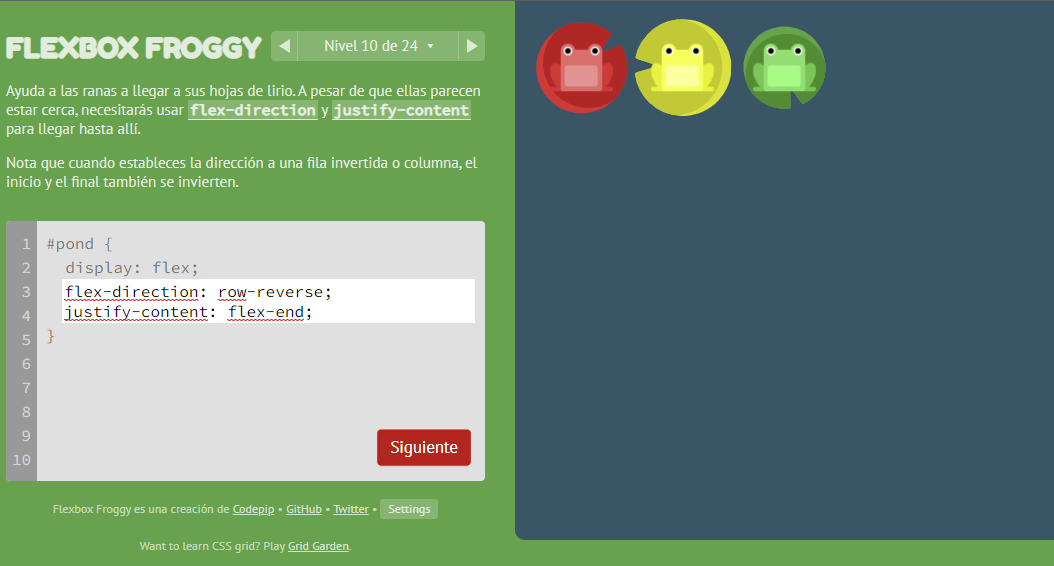 FLEXBOX FROGGY
◀ Nivel 10 de 24 ▾ ▶
Ayuda a las ranas a llegar a sus hojas de lirio. A pesar de que ellas parecen
estar cerca, necesitarás usar flex-direction y justify-content
para llegar hasta allí.
Nota que cuando estableces la dirección a una fila invertida o columna, el
inicio y el final también se invierten.
1 #pond {
2 display: flex;
3 flex-direction: row-reverse;
4 justify-content: flex-end;
5 }
6
7
8
9
10
Siguiente
Flexbox Froggy es una creación de Codepip • GitHub • Twitter • Settings
Want to learn CSS grid? Play Grid Garden.